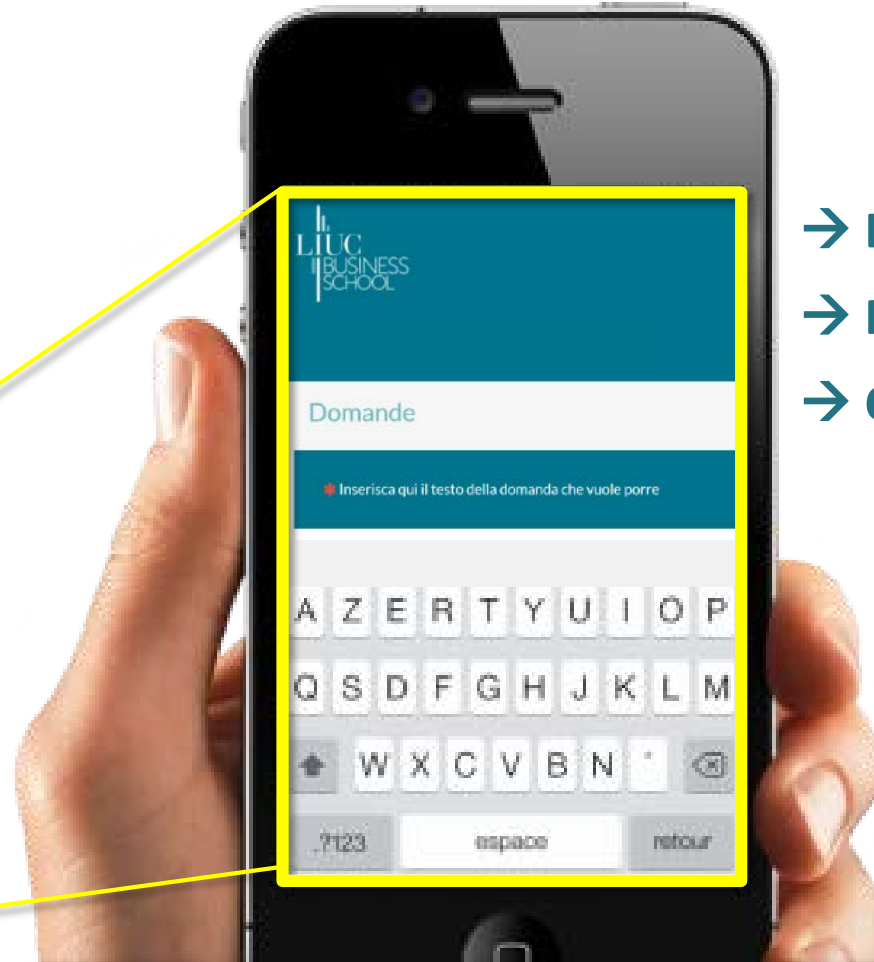 LIUC
BUSINESS
SCHOOL
Domande
* Inserisca qui il testo della domanda che vuole porre
A Z E R T Y U I O P
Q S D F G H J K L M
W X C V B N '
.?123 espace retour